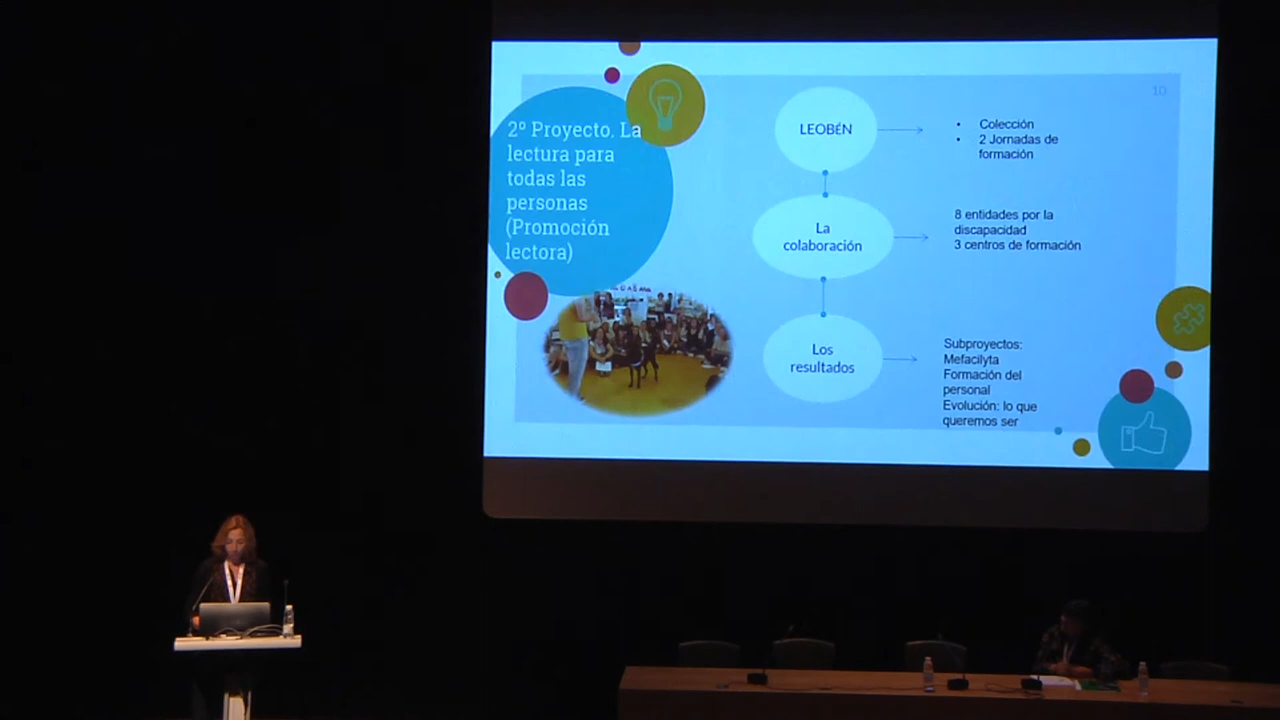 10
2º Proyecto. La
lectura para
todas las
personas
(Promoción
lectora)
LEOBÉN
• Colección
• 2 Jornadas de
formación
La
colaboración
8 entidades por la
discapacidad
3 centros de formación
Los
resultados
Subproyectos:
Mefacilyta
Formación del
personal
Evolución: lo que
queremos ser